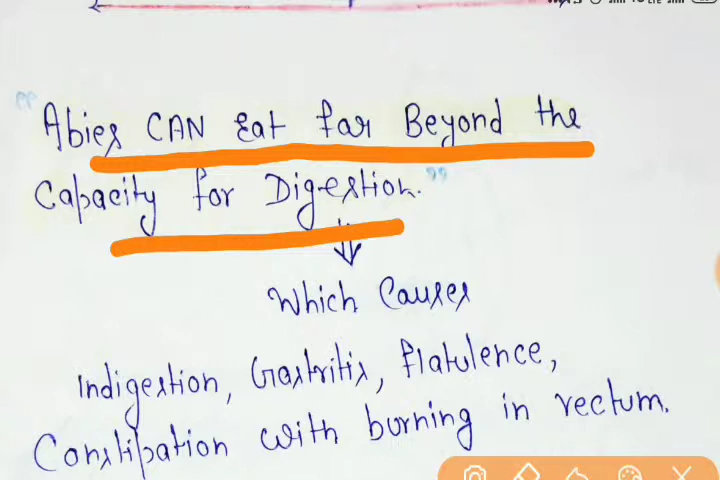 "Abies CAN Eat far Beyond the
Capacity for Digestion."
Which Causes
Indigestion, Gastritis, flatulence,
Constipation with burning in rectum.